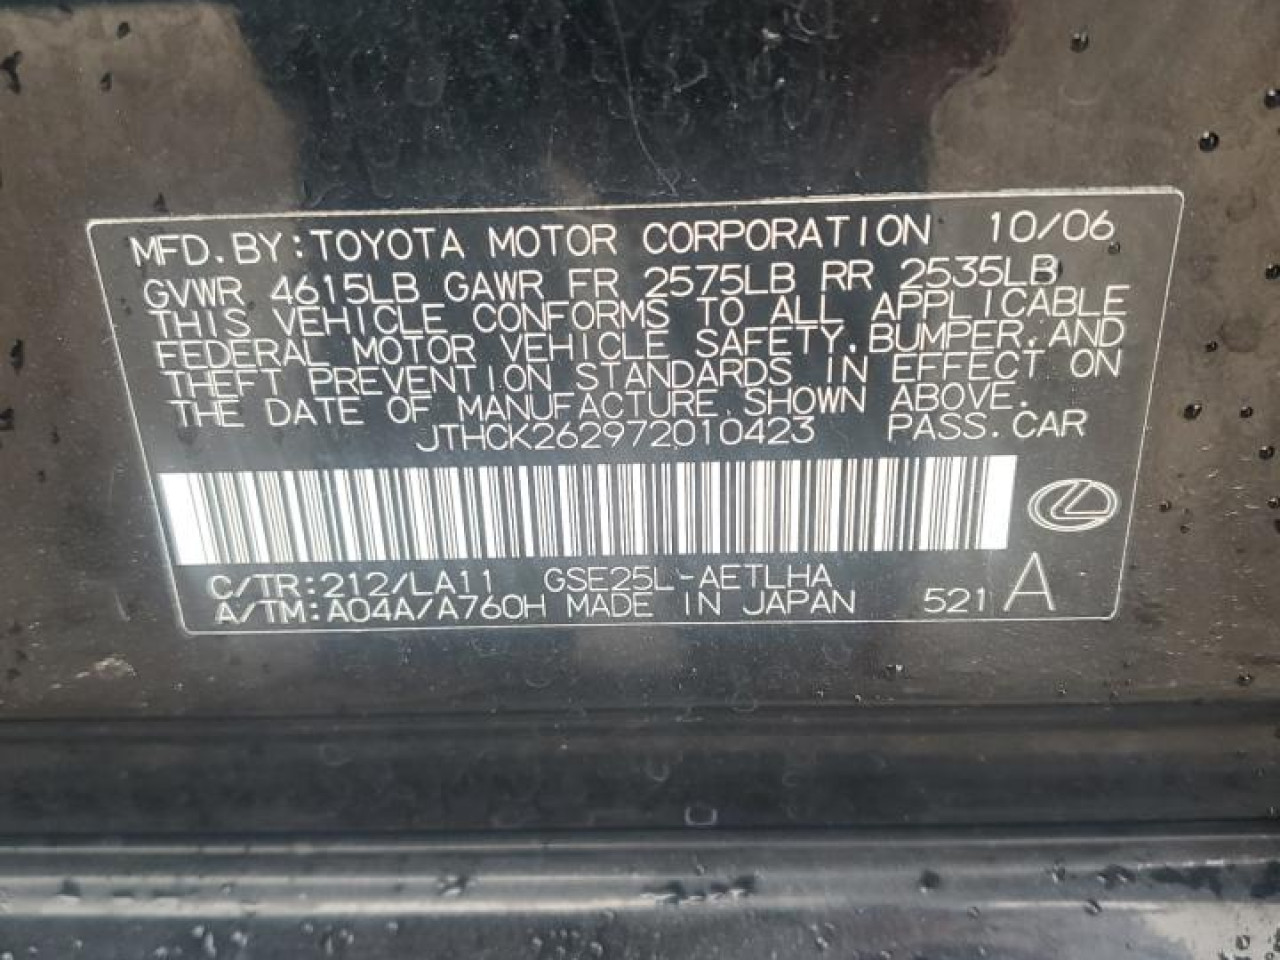 MFD. BY: TOYOTA MOTOR CORPORATION 10/06
GVWR 4615LB GAWR FR 2575LB RR 2535LB
THIS VEHICLE CONFORMS TO ALL APPLICABLE
FEDERAL MOTOR VEHICLE SAFETY, BUMPER, AND
THEFT PREVENTION STANDARDS IN EFFECT ON
THE DATE OF MANUFACTURE SHOWN ABOVE.
JTHCK262972010423 PASS. CAR
C/TR: 212/LA11 GSE25L-AETLHA
A/TM: A04A/A760H MADE IN JAPAN 521 A